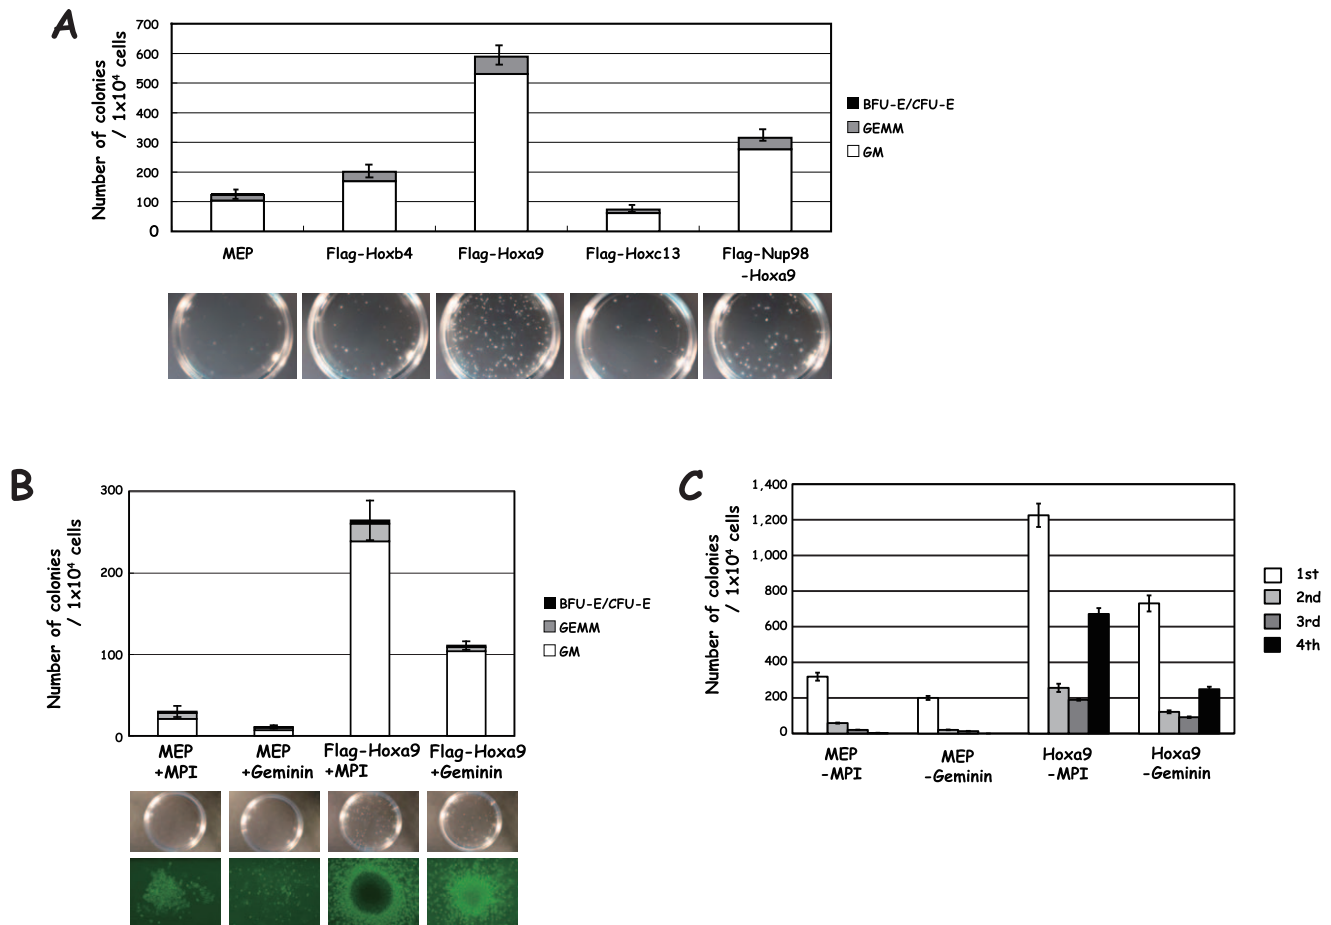 A
Number of colonies
/ 1x10⁴ cells
700
600
500
400
300
200
100
0
MEP
Flag-Hoxb4
Flag-Hoxa9
Flag-Hoxc13
Flag-Nup98
-Hoxa9
BFU-E/CFU-E
GEMM
GM
B
Number of colonies
/ 1x10⁴ cells
300
200
100
0
MEP
+MPI
MEP
+Geminin
Flag-Hoxa9
+MPI
Flag-Hoxa9
+Geminin
BFU-E/CFU-E
GEMM
GM
C
Number of colonies
/ 1x10⁴ cells
1,400
1,200
1,000
800
600
400
200
0
MEP
-MPI
MEP
-Geminin
Hoxa9
-MPI
Hoxa9
-Geminin
1st
2nd
3rd
4th